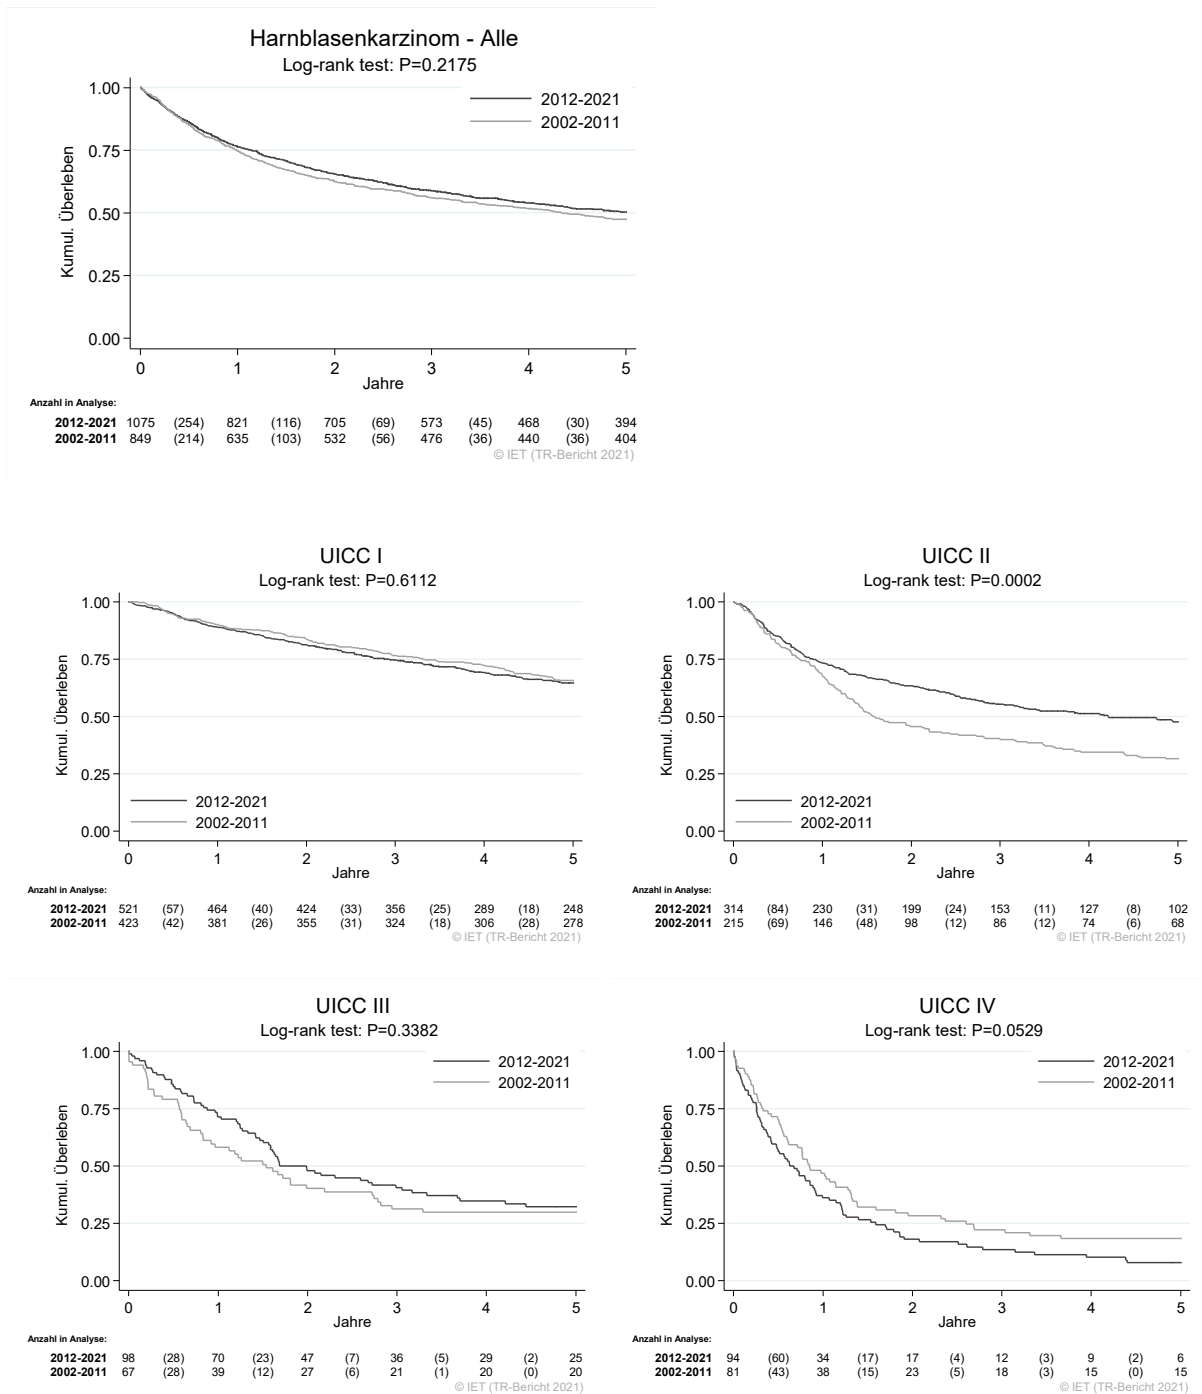 Harnblasenkarzinom - Alle
Log-rank test: P=0.2175
Kumul. Überleben
1.00
0.75
0.50
0.25
0.00
2012-2021
2002-2011
0 1 2 3 4 5
Jahre
Anzahl in Analyse:
2012-2021 1075 (254) 821 (116) 705 (69) 573 (45) 468 (30) 394
2002-2011 849 (214) 635 (103) 532 (56) 476 (36) 440 (36) 404
© IET (TR-Bericht 2021)
UICC I
Log-rank test: P=0.6112
Kumul. Überleben
1.00
0.75
0.50
0.25
0.00
2012-2021
2002-2011
0 1 2 3 4 5
Jahre
Anzahl in Analyse:
2012-2021 521 (57) 464 (40) 424 (33) 356 (25) 289 (18) 248
2002-2011 423 (42) 381 (26) 355 (31) 324 (18) 306 (28) 278
© IET (TR-Bericht 2021)
UICC II
Log-rank test: P=0.0002
Kumul. Überleben
1.00
0.75
0.50
0.25
0.00
2012-2021
2002-2011
0 1 2 3 4 5
Jahre
Anzahl in Analyse:
2012-2021 314 (84) 230 (31) 199 (24) 153 (11) 127 (8) 102
2002-2011 215 (69) 146 (48) 98 (12) 86 (12) 74 (6) 68
© IET (TR-Bericht 2021)
UICC III
Log-rank test: P=0.3382
Kumul. Überleben
1.00
0.75
0.50
0.25
0.00
2012-2021
2002-2011
0 1 2 3 4 5
Jahre
Anzahl in Analyse:
2012-2021 98 (28) 70 (23) 47 (7) 36 (5) 29 (2) 25
2002-2011 67 (28) 39 (12) 27 (6) 21 (1) 20 (0) 20
© IET (TR-Bericht 2021)
UICC IV
Log-rank test: P=0.0529
Kumul. Überleben
1.00
0.75
0.50
0.25
0.00
2012-2021
2002-2011
0 1 2 3 4 5
Jahre
Anzahl in Analyse:
2012-2021 94 (60) 34 (17) 17 (4) 12 (3) 9 (2) 6
2002-2011 81 (43) 38 (15) 23 (5) 18 (3) 15 (0) 15
© IET (TR-Bericht 2021)